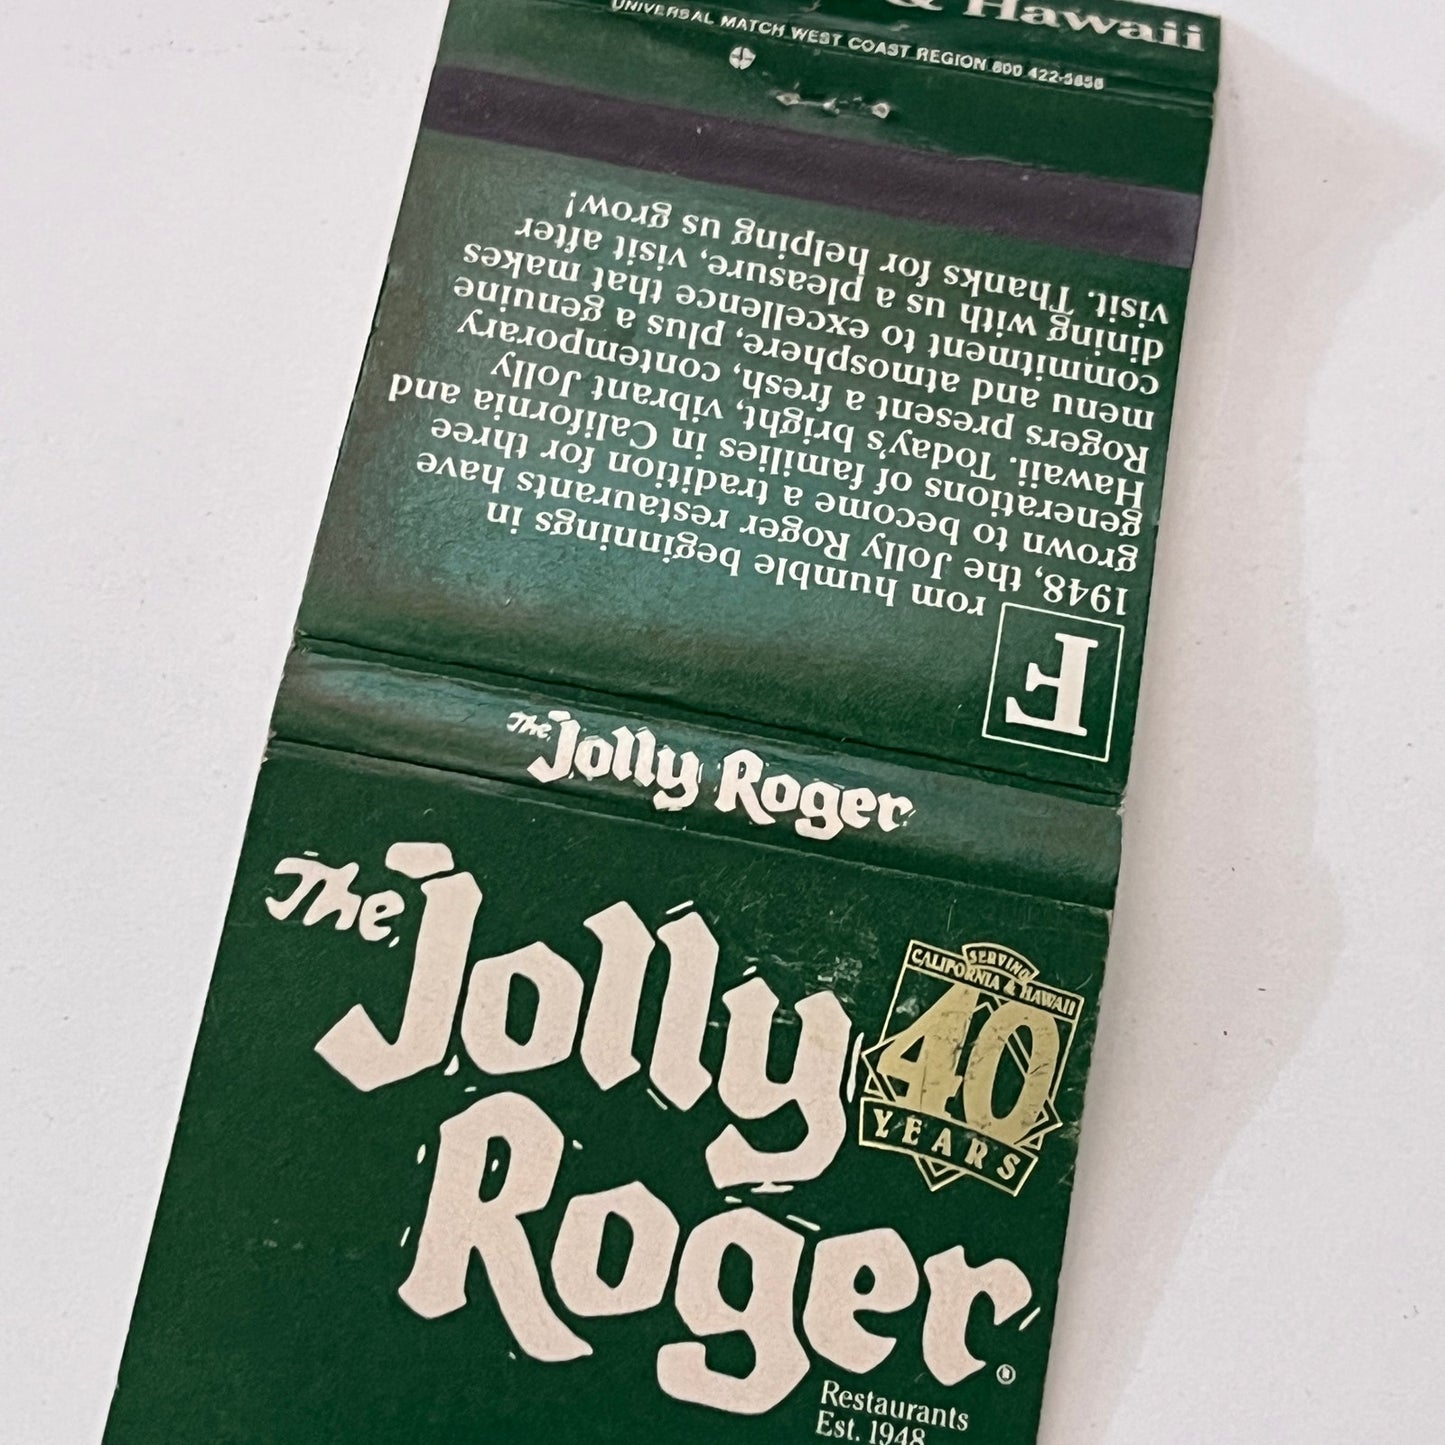 & Hawaii
UNIVERSAL MATCH WEST COAST REGION 800 422-5858
F
rom humble beginnings in
1948, the Jolly Roger restaurants have
grown to become a tradition for three
generations of families in California and
Hawaii. Today's bright, vibrant Jolly
Rogers present a fresh, contemporary
menu and atmosphere, plus a genuine
commitment to excellence that makes
dining with us a pleasure, visit after
visit. Thanks for helping us grow!
The Jolly Roger
The Jolly
Roger
®
SERVING
CALIFORNIA & HAWAII
40
YEARS
Restaurants
Est. 1948